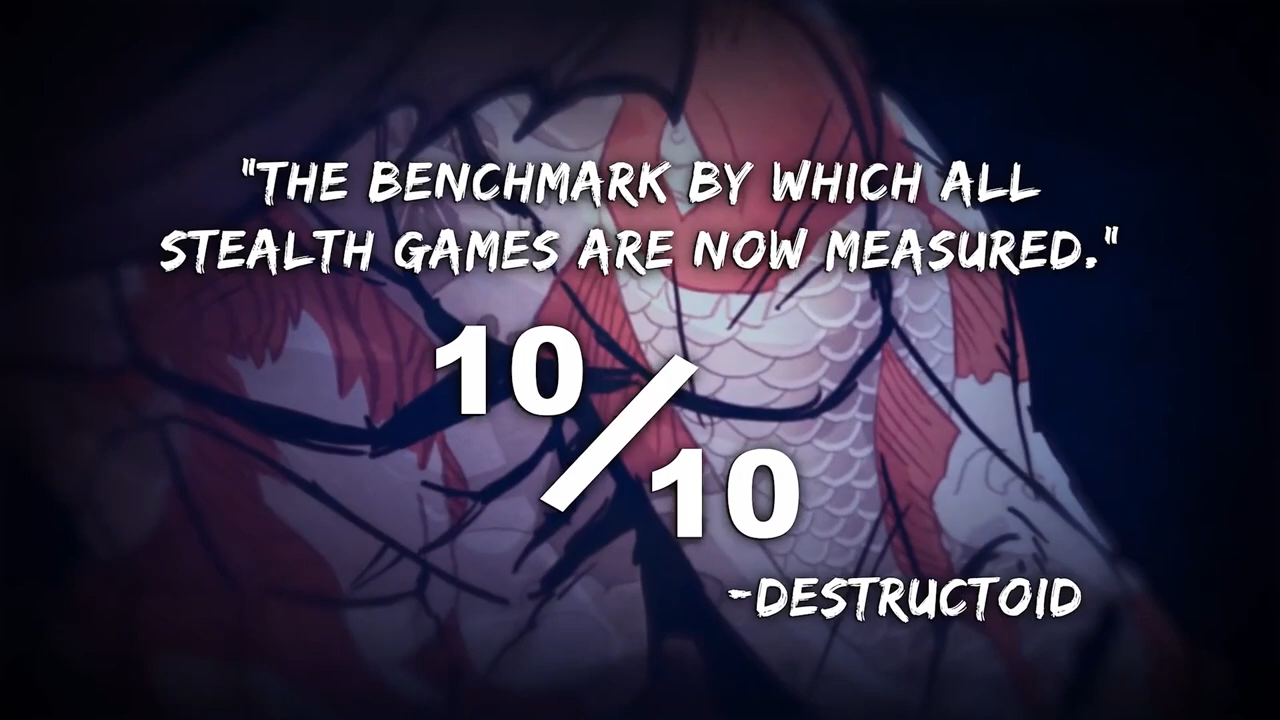 "THE BENCHMARK BY WHICH ALL
STEALTH GAMES ARE NOW MEASURED."
10/10
-DESTRUCTOID